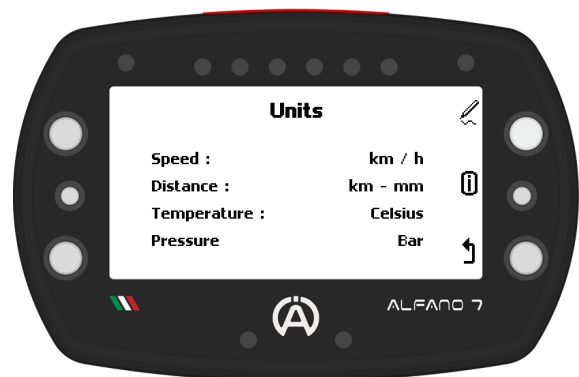 Units
Speed : km / h
Distance : km - mm
Temperature : Celsius
Pressure Bar
ALFANO 7